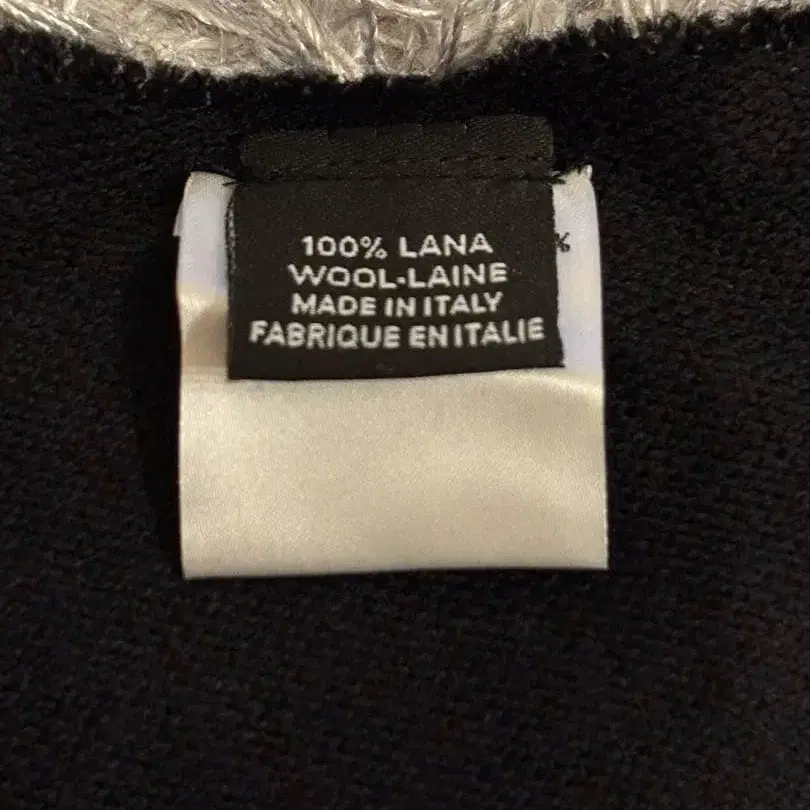 100% LANA
WOOL-LAINE
MADE IN ITALY
FABRIQUE EN ITALIE
%